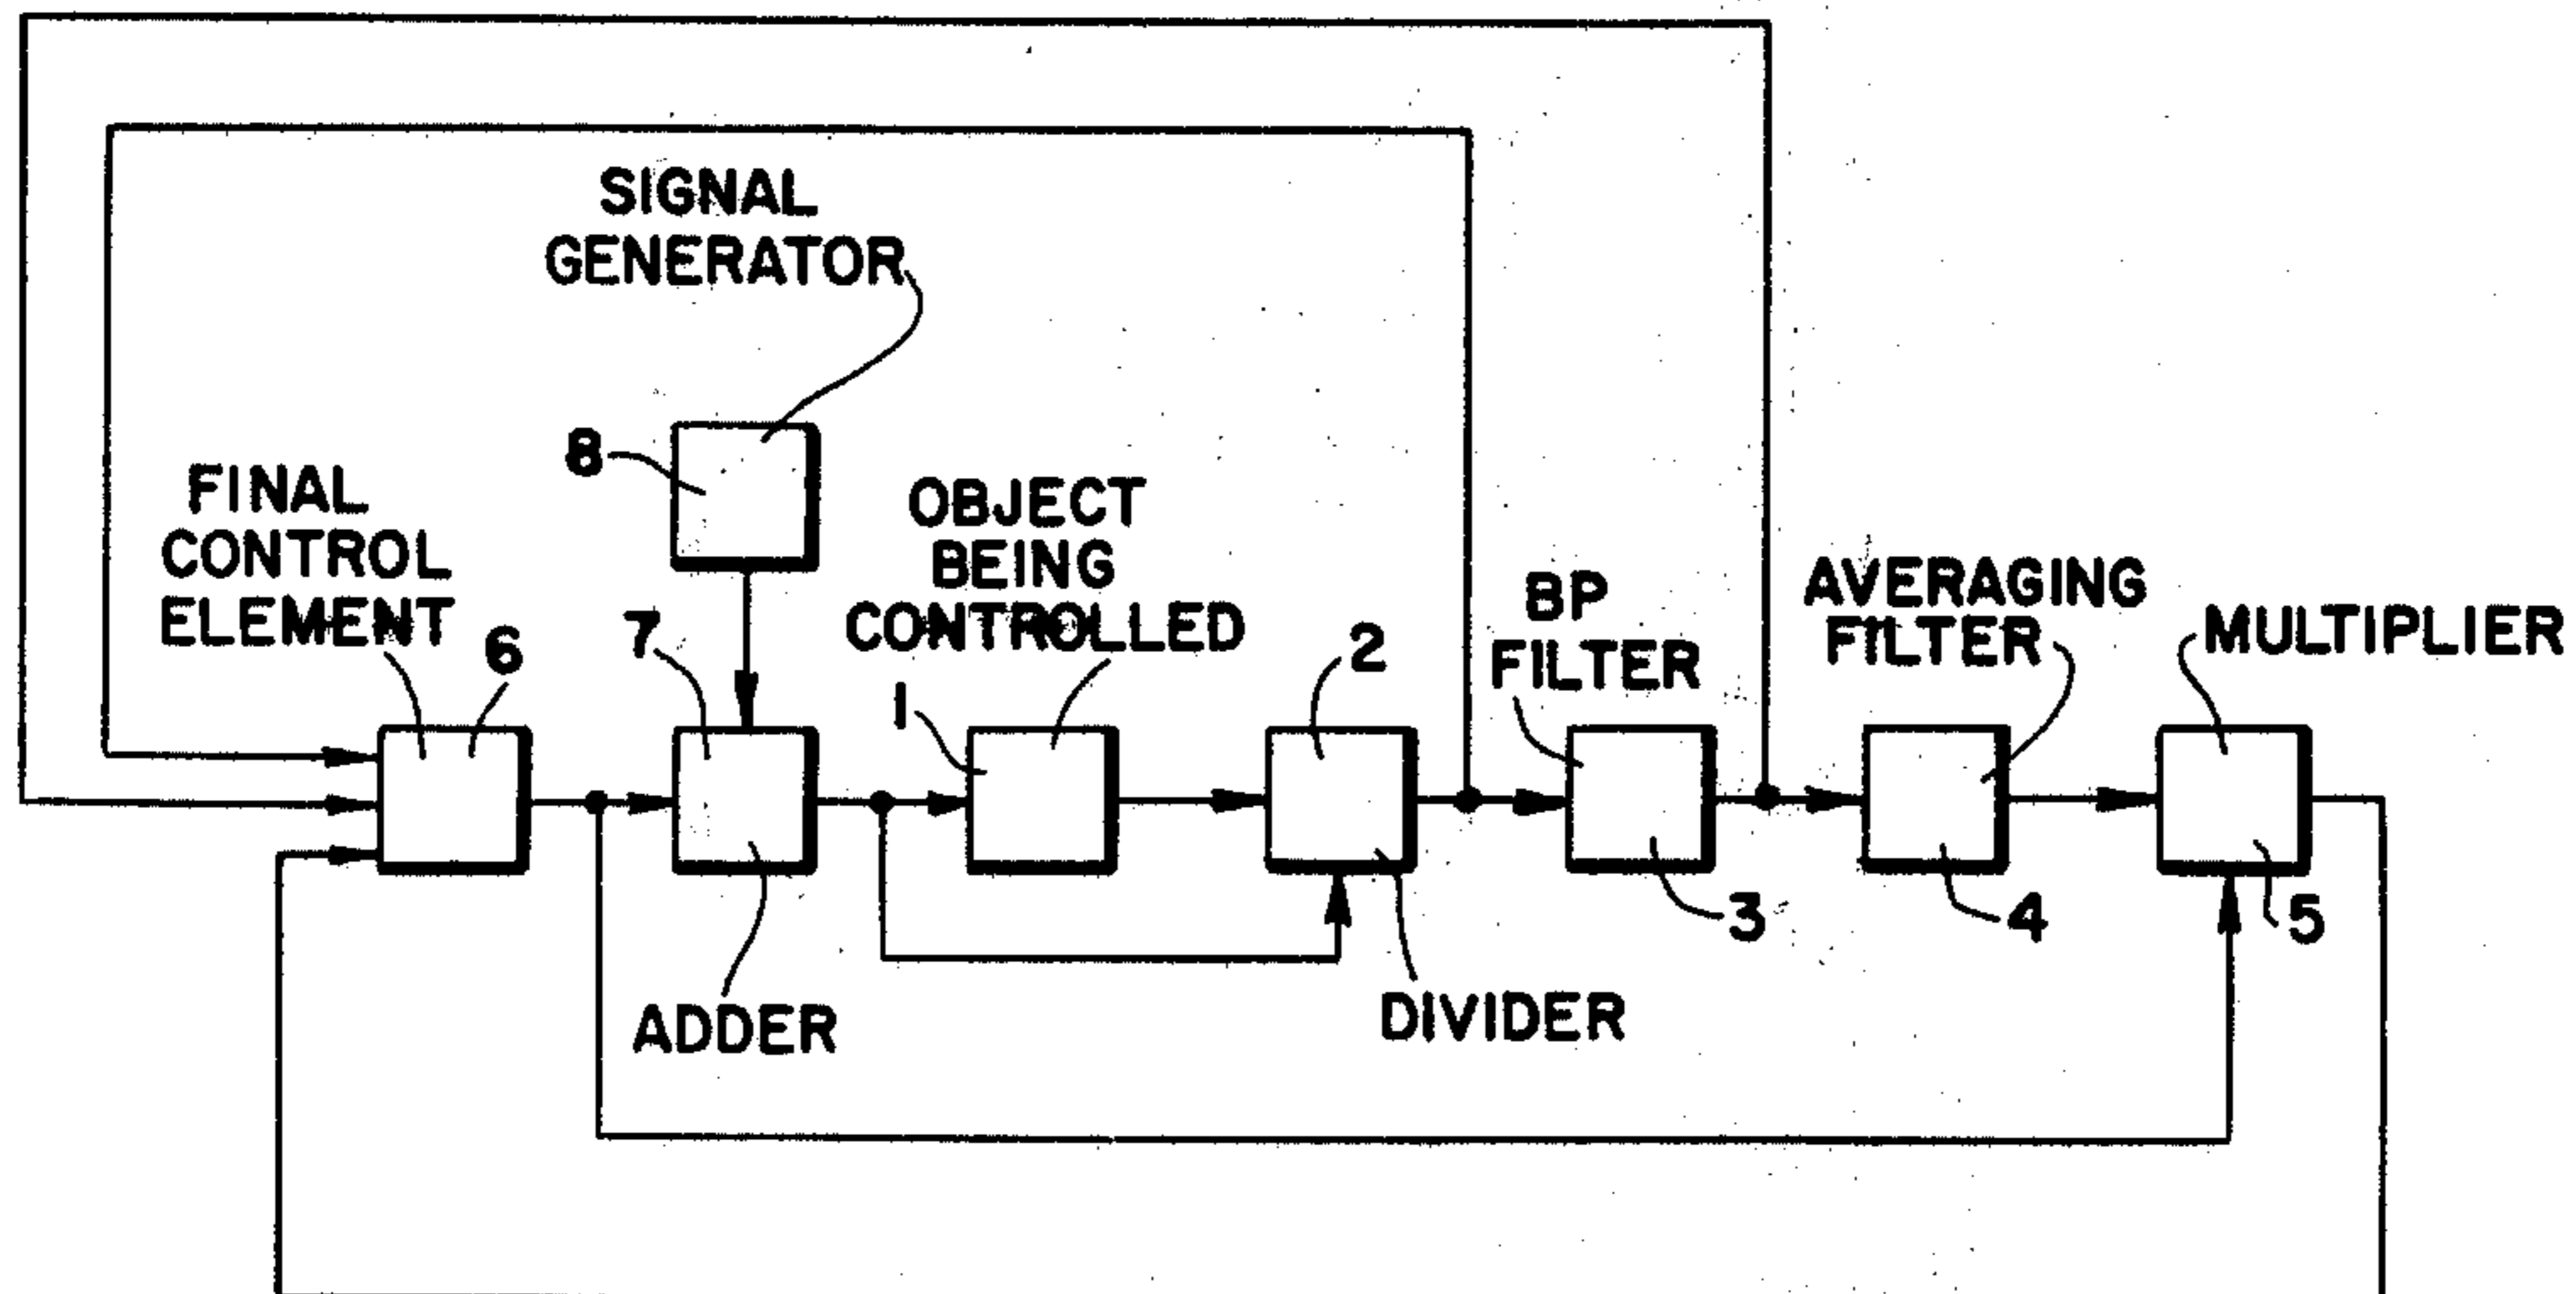 SIGNAL
GENERATOR
8
FINAL
CONTROL
ELEMENT
6
7
OBJECT
BEING
CONTROLLED
1
2
BP
FILTER
AVERAGING
FILTER
MULTIPLIER
3
4
5
ADDER
DIVIDER